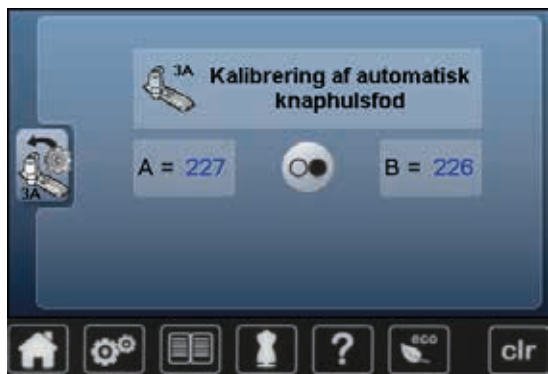 3A Kalibrering af automatisk
knaphulsfod
A = 227
B = 226
3A
?
eco
clr